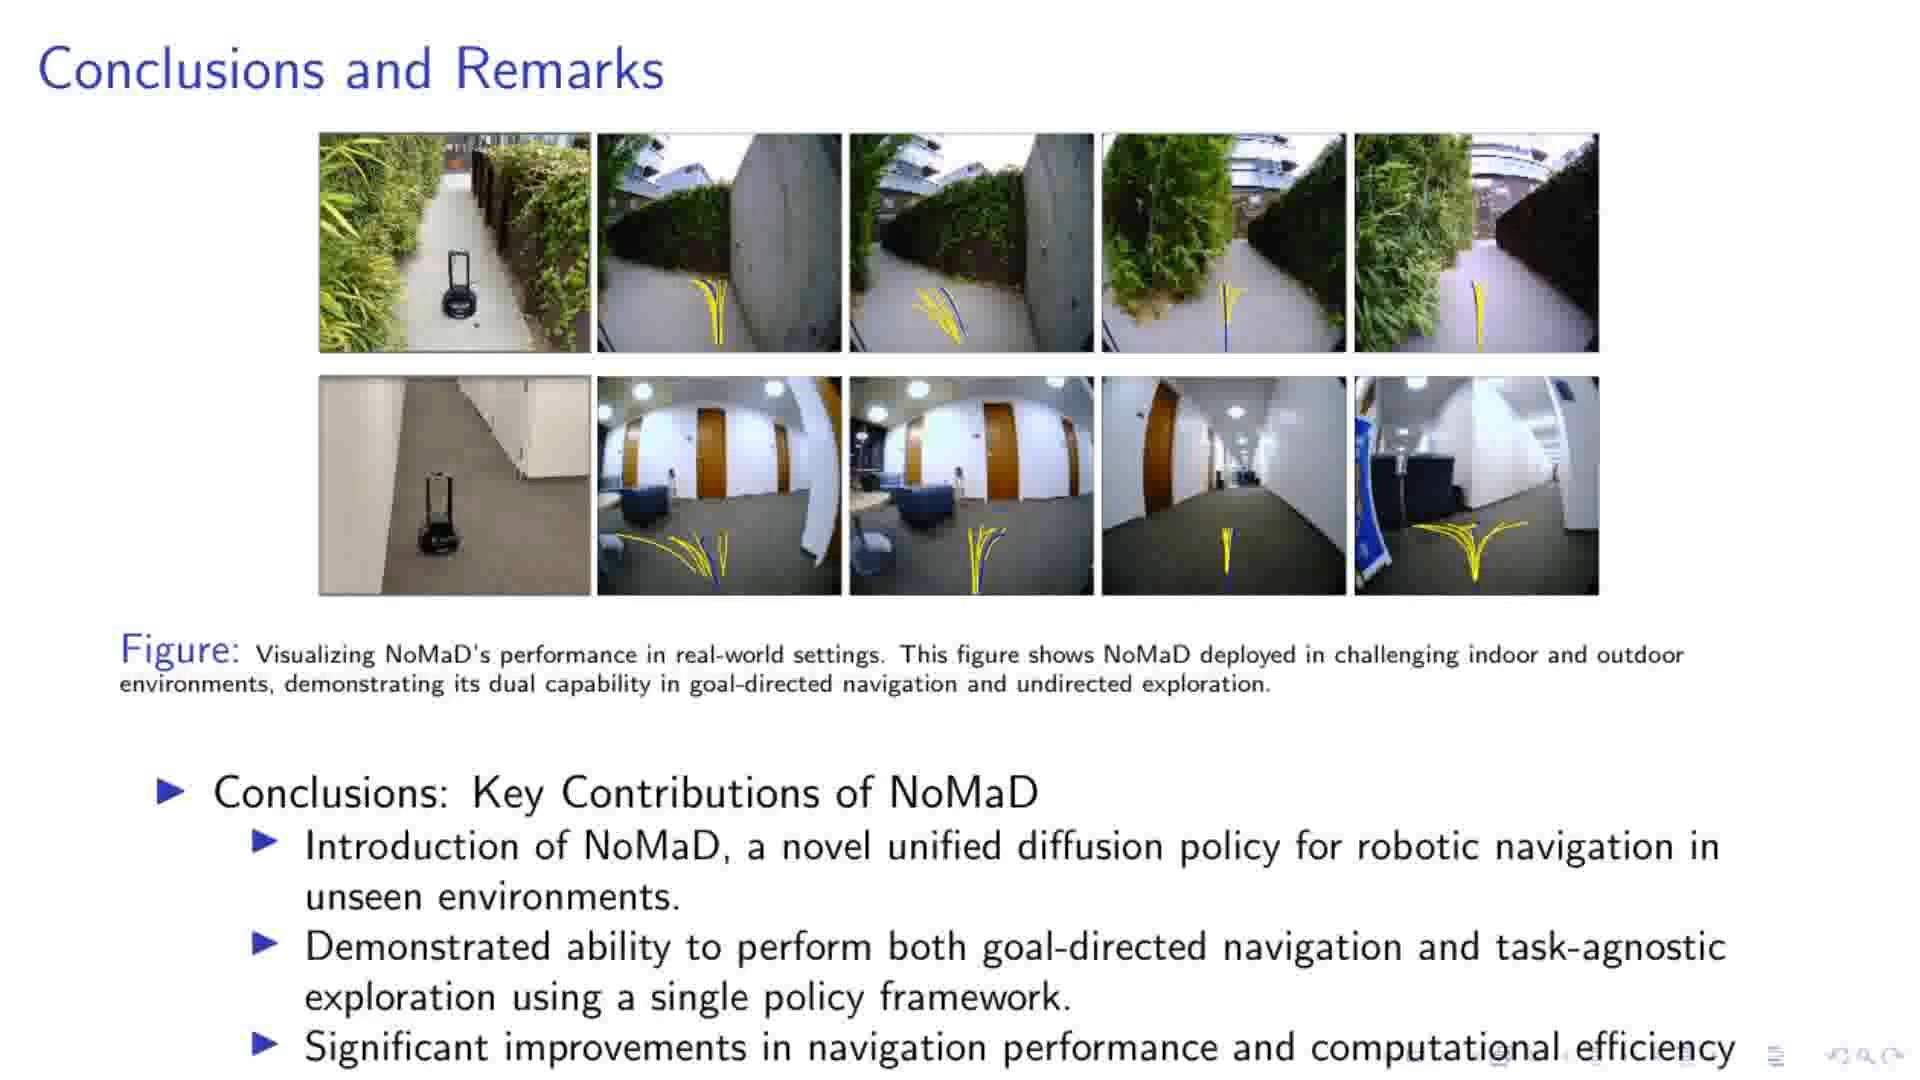 Conclusions and Remarks
Figure: Visualizing NoMaD's performance in real-world settings. This figure shows NoMaD deployed in challenging indoor and outdoor
environments, demonstrating its dual capability in goal-directed navigation and undirected exploration.
Conclusions: Key Contributions of NoMaD
Introduction of NoMaD, a novel unified diffusion policy for robotic navigation in
unseen environments.
Demonstrated ability to perform both goal-directed navigation and task-agnostic
exploration using a single policy framework.
Significant improvements in navigation performance and computational efficiency